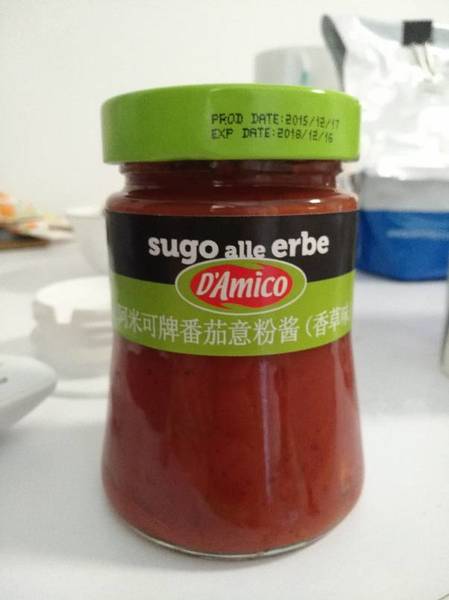 PROD DATE:2015/12/17
EXP DATE:2018/12/16
sugo alle erbe
D'Amico
阿米可牌番茄意粉酱(香草味